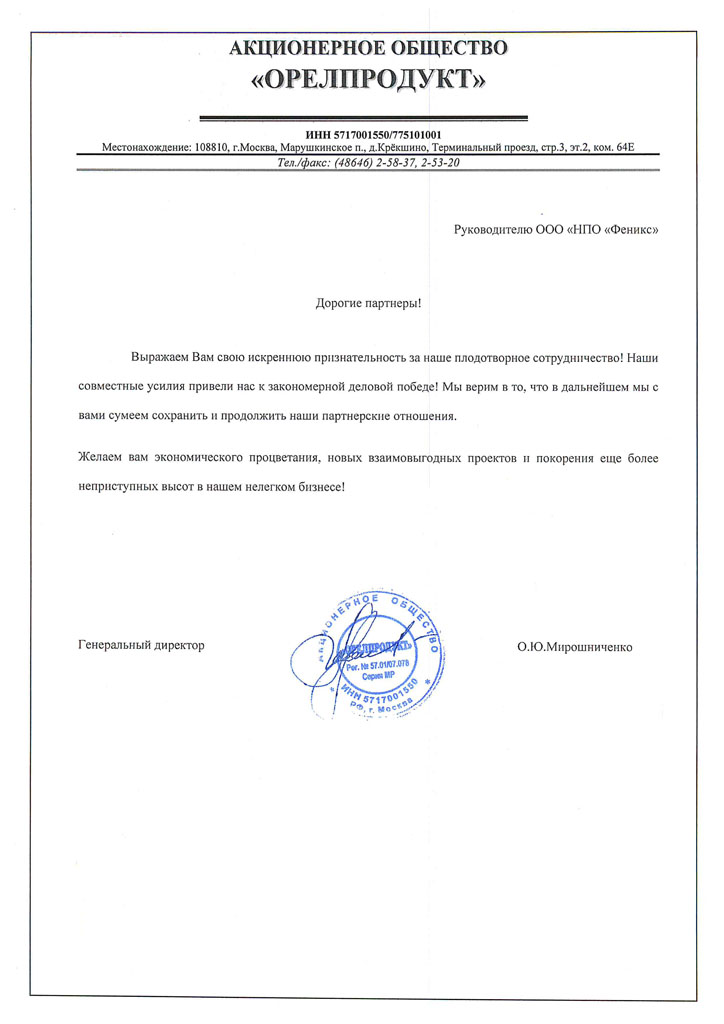 АКЦИОНЕРНОЕ ОБЩЕСТВО
«ОРЕЛПРОДУКТ»
ИНН 5717001550/775101001
Местонахождение: 108810, г.Москва, Марушкинское п., д.Крёкшино, Терминальный проезд, стр.3, эт.2, ком. 64Е
Тел./факс: (48646) 2-58-37, 2-53-20
Руководителю ООО «НПО «Феникс»
Дорогие партнеры!
Выражаем Вам свою искреннюю признательность за наше плодотворное сотрудничество! Наши
совместные усилия привели нас к закономерной деловой победе! Мы верим в то, что в дальнейшем мы с
вами сумеем сохранить и продолжить наши партнерские отношения.
Желаем вам экономического процветания, новых взаимовыгодных проектов и покорения еще более
неприступных высот в нашем нелегком бизнесе!
Генеральный директор
АКЦИОНЕРНОЕ ОБЩЕСТВО
«ОРЕЛПРОДУКТ»
Рег. № 57.01/07.078
Серия МР
* ИНН 5717001550 *
РФ, г. Москва
О.Ю.Мирошниченко